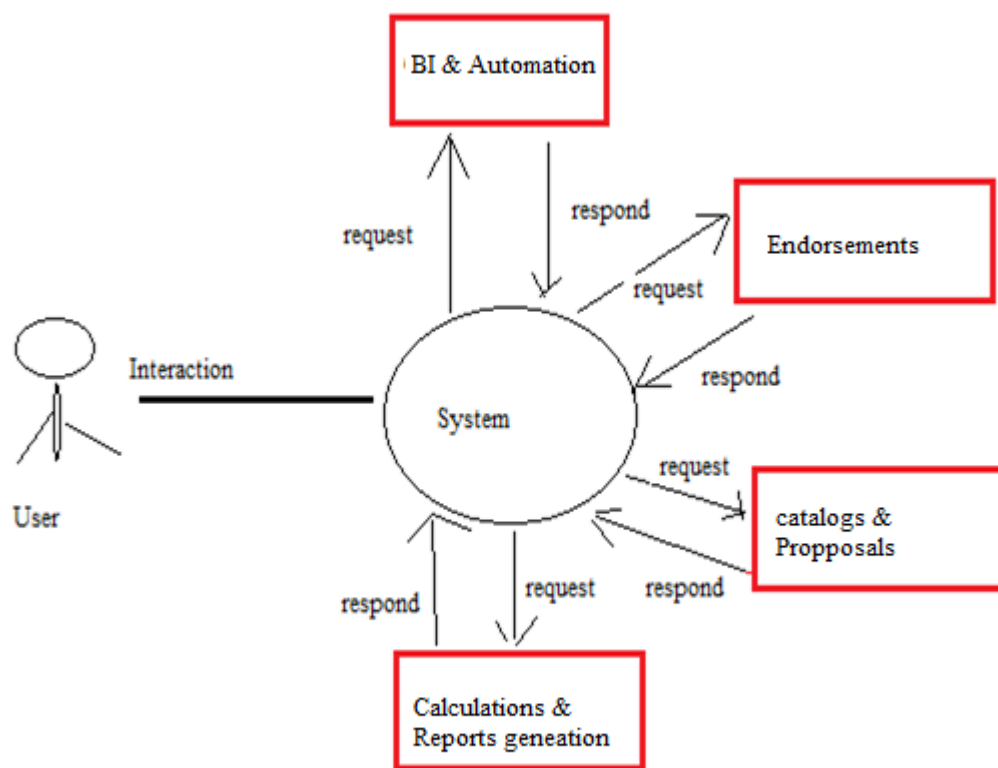 BI & Automation
respond
request
Endorsements
request
Interaction
respond
System
request
User
catalogs &
Propposals
request
respond
respond
Calculations &
Reports geneation